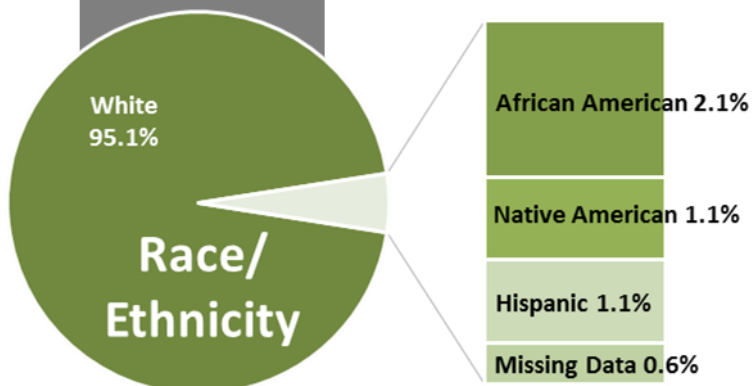 White
95.1%
Race/
Ethnicity
African American 2.1%
Native American 1.1%
Hispanic 1.1%
Missing Data 0.6%